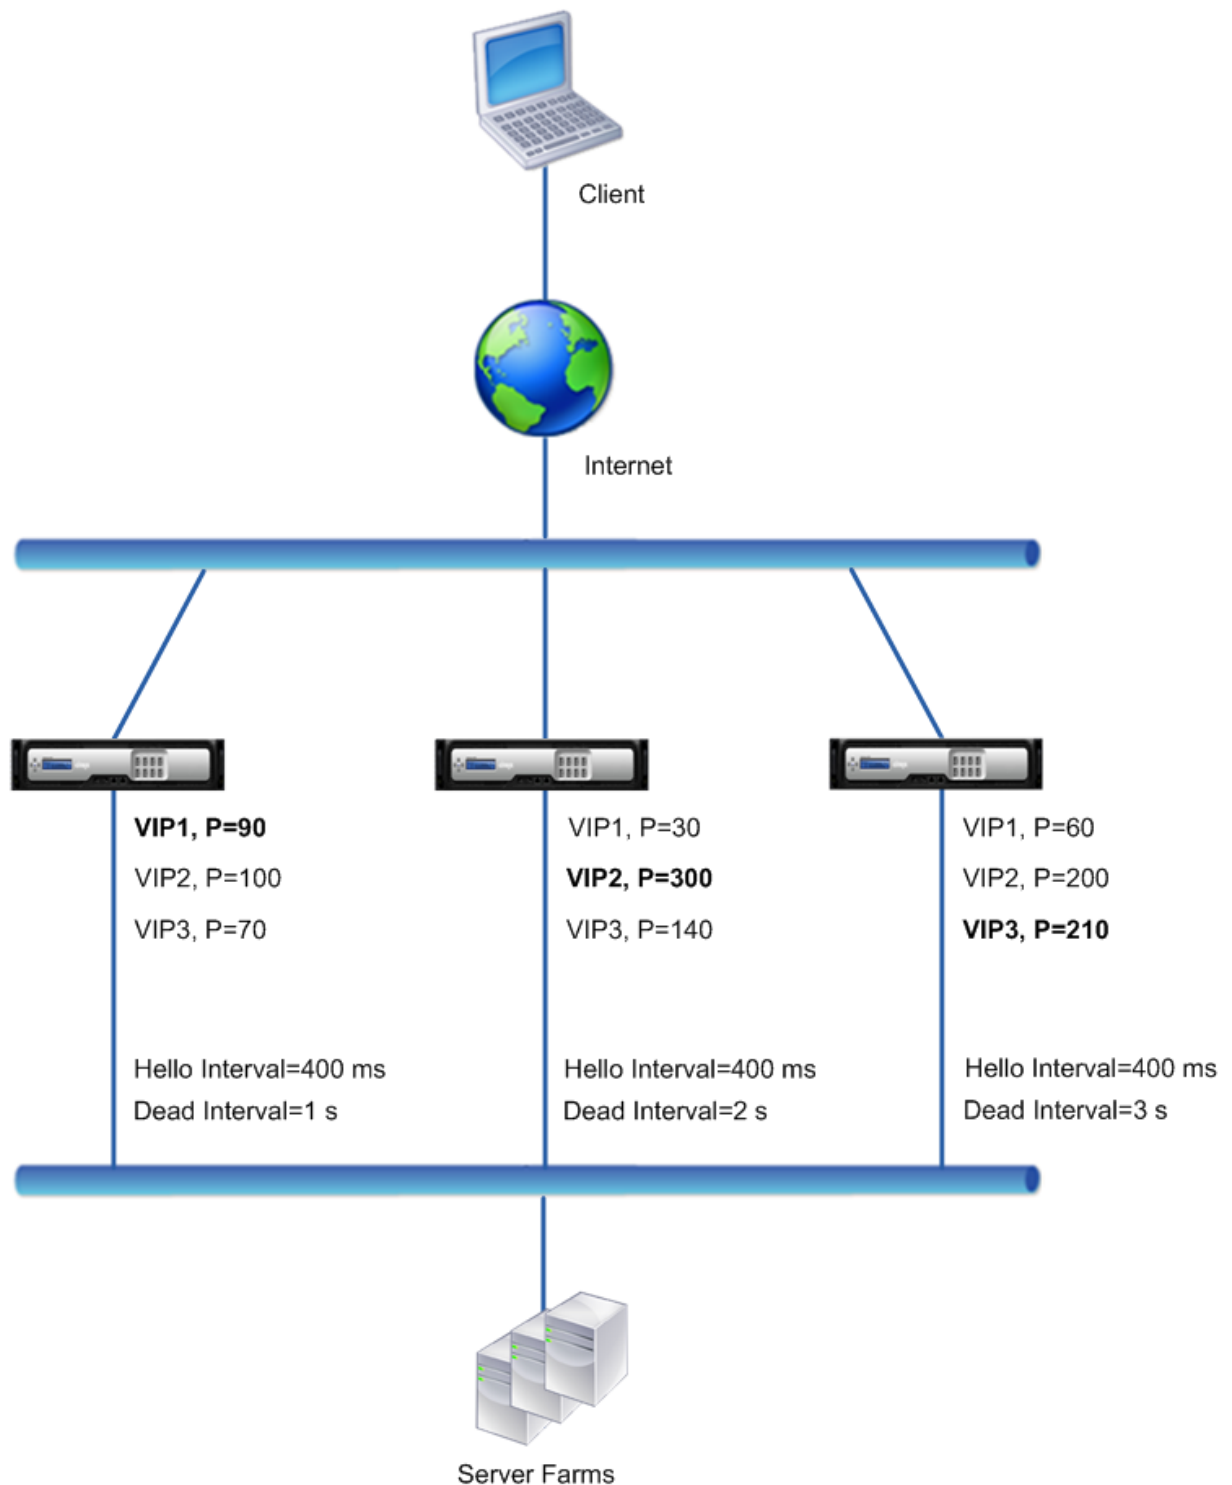 Client
Internet
VIP1, P=90
VIP2, P=100
VIP3, P=70
Hello Interval=400 ms
Dead Interval=1 s
VIP1, P=30
VIP2, P=300
VIP3, P=140
Hello Interval=400 ms
Dead Interval=2 s
VIP1, P=60
VIP2, P=200
VIP3, P=210
Hello Interval=400 ms
Dead Interval=3 s
Server Farms